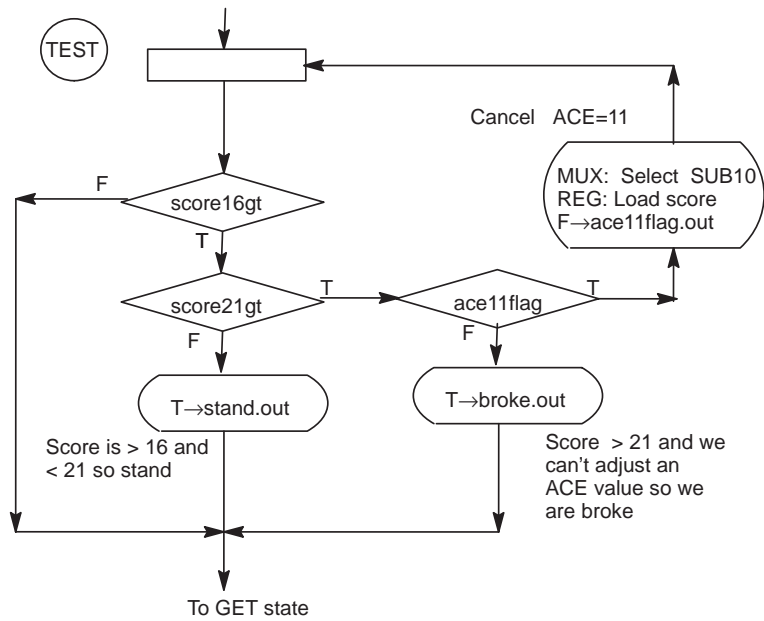 TEST
Cancel ACE=11
MUX: Select SUB10
REG: Load score
F→ace11flag.out
F
score16gt
T
score21gt
T
ace11flag
T
F
F
T→stand.out
T→broke.out
Score is > 16 and
< 21 so stand
Score > 21 and we
can't adjust an
ACE value so we
are broke
To GET state